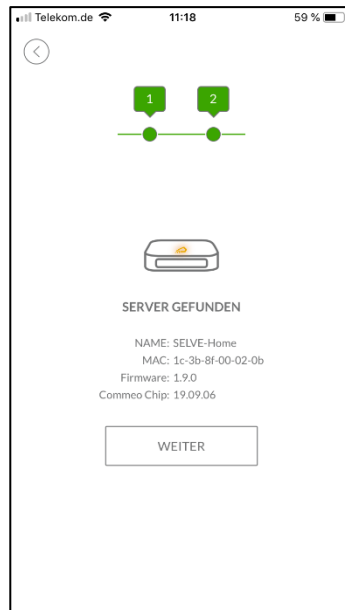 Telekom.de 11:18 59 %
1 2
SERVER GEFUNDEN
NAME: SELVE-Home
MAC: 1c-3b-8f-00-02-0b
Firmware: 1.9.0
Commeo Chip: 19.09.06
WEITER